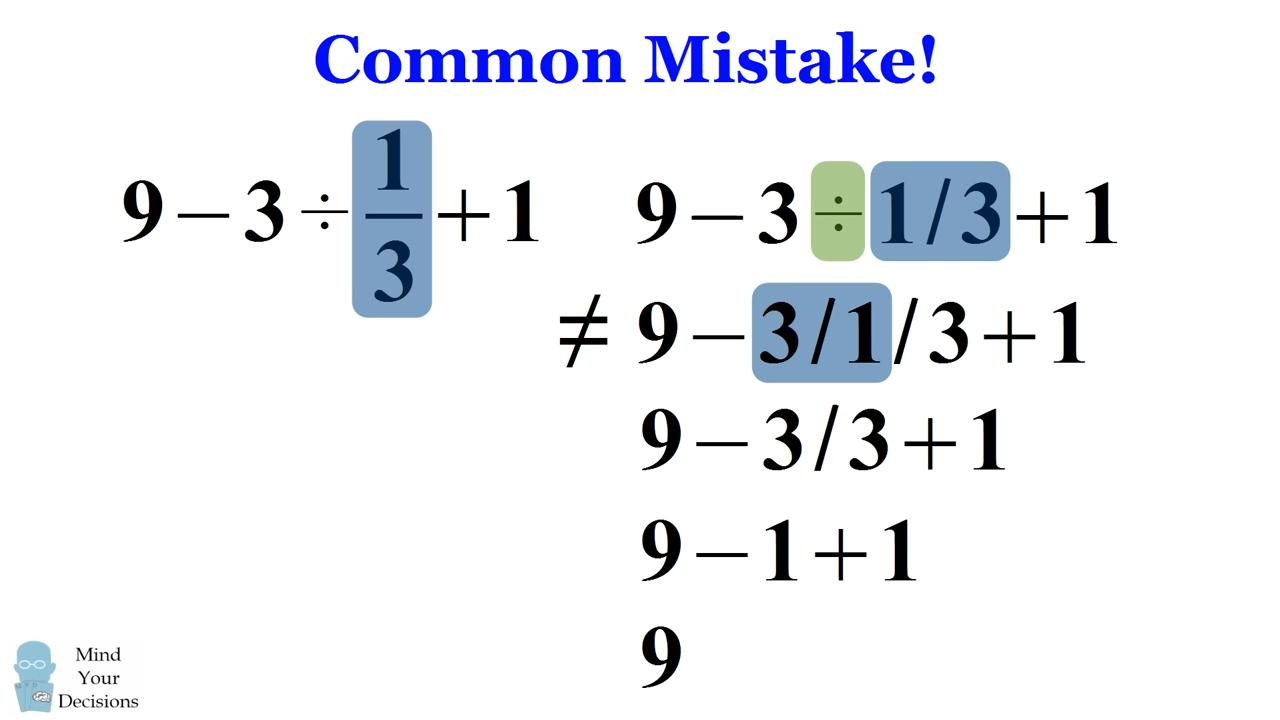 Common Mistake!
9 − 3 ÷ 1/3 + 1
9 − 3 ÷ 1/3 + 1
≠ 9 − 3/1/3 + 1
9 − 3/3 + 1
9 − 1 + 1
9
Mind
Your
Decisions